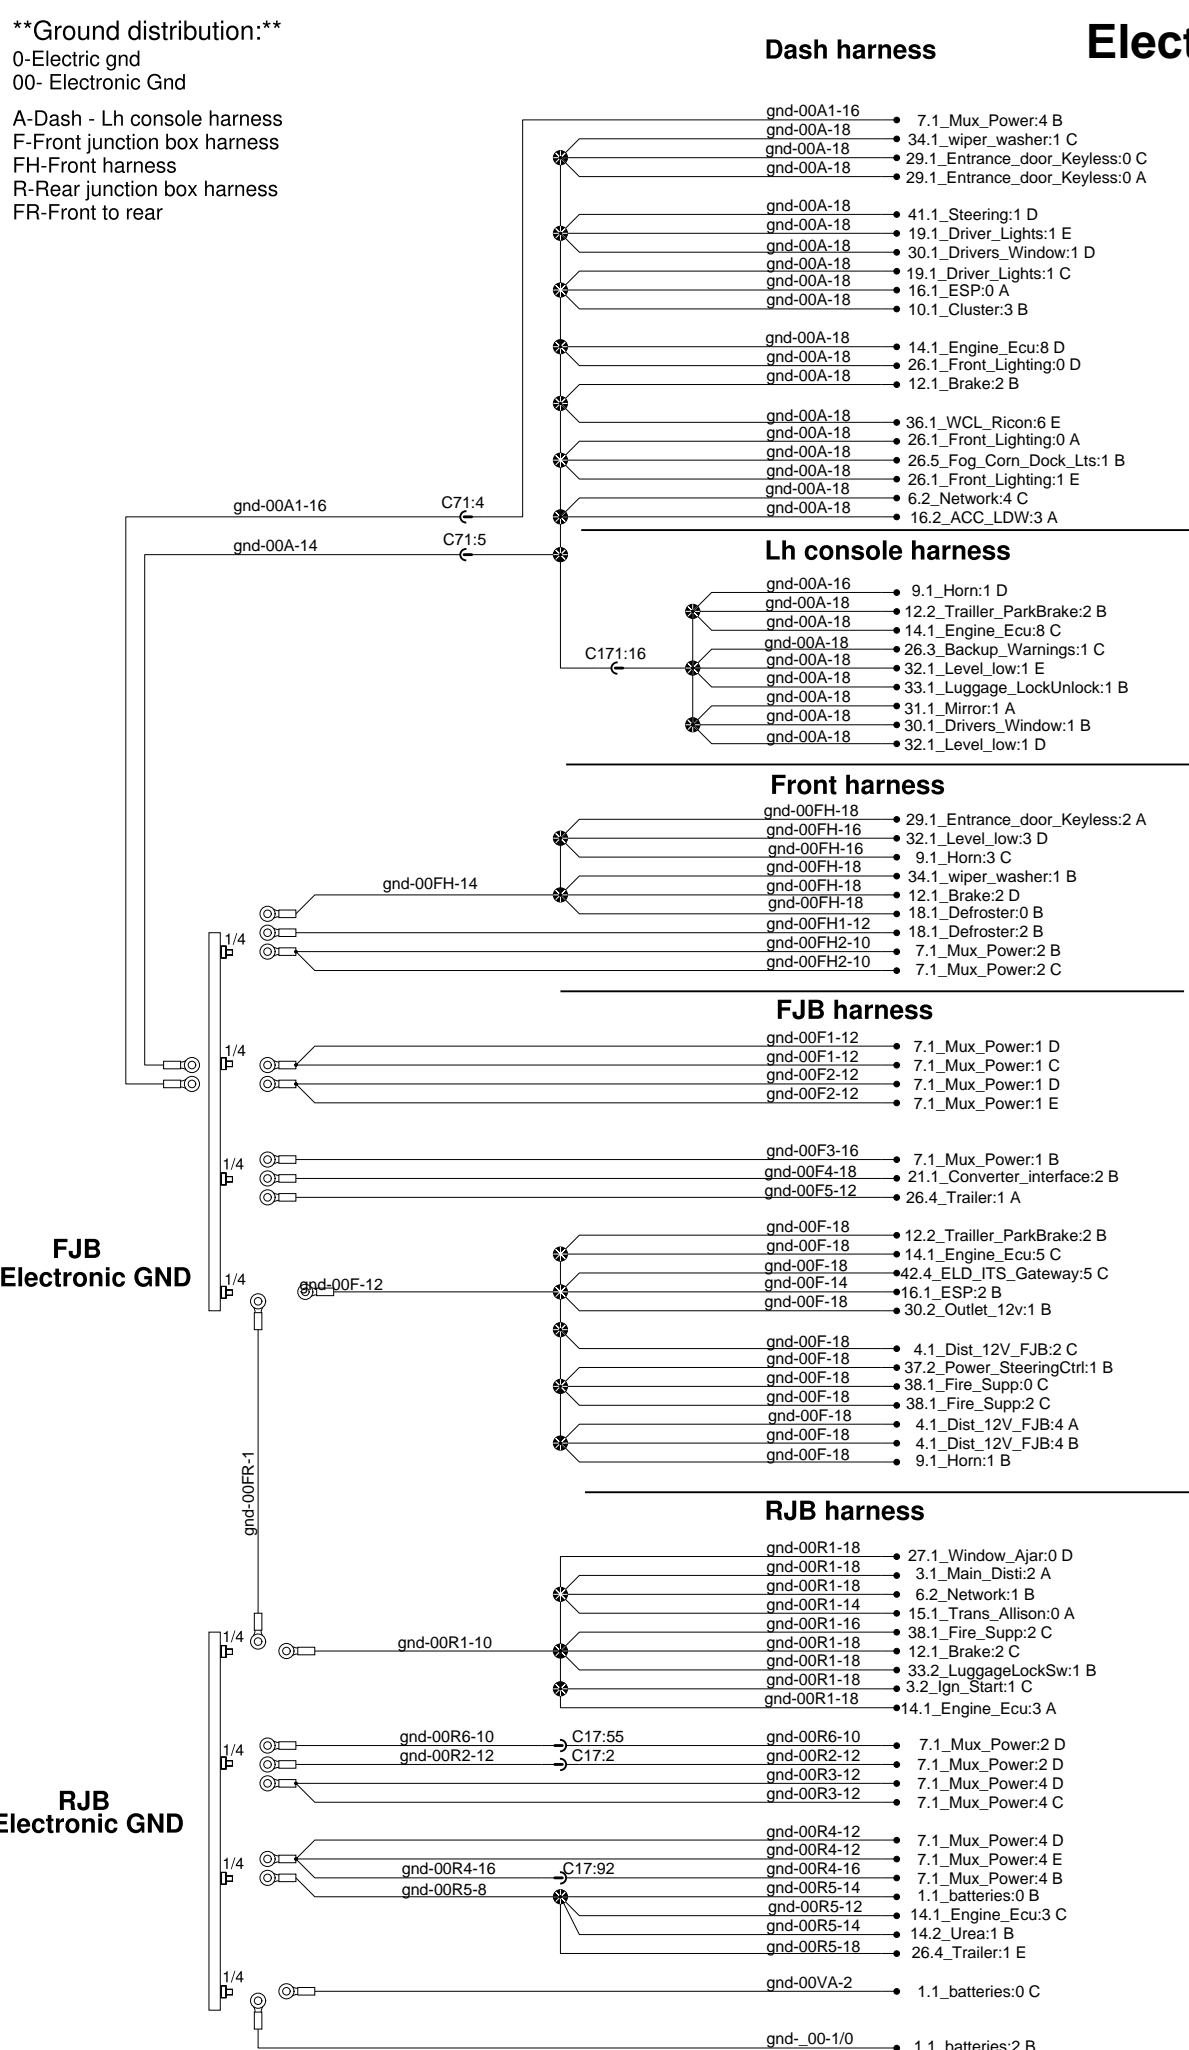 **Ground distribution:**
0-Electric gnd
00- Electronic Gnd
A-Dash - Lh console harness
F-Front junction box harness
FH-Front harness
R-Rear junction box harness
FR-Front to rear
Elect
Dash harness
gnd-00A1-16 7.1_Mux_Power:4 B
gnd-00A-18 34.1_wiper_washer:1 C
gnd-00A-18 29.1_Entrance_door_Keyless:0 C
gnd-00A-18 29.1_Entrance_door_Keyless:0 A
gnd-00A-18 41.1_Steering:1 D
gnd-00A-18 19.1_Driver_Lights:1 E
gnd-00A-18 30.1_Drivers_Window:1 D
gnd-00A-18 19.1_Driver_Lights:1 C
gnd-00A-18 16.1_ESP:0 A
gnd-00A-18 10.1_Cluster:3 B
gnd-00A-18 14.1_Engine_Ecu:8 D
gnd-00A-18 26.1_Front_Lighting:0 D
gnd-00A-18 12.1_Brake:2 B
gnd-00A-18 36.1_WCL_Ricon:6 E
gnd-00A-18 26.1_Front_Lighting:0 A
gnd-00A-18 26.5_Fog_Corn_Dock_Lts:1 B
gnd-00A-18 26.1_Front_Lighting:1 E
gnd-00A-18 6.2_Network:4 C
gnd-00A1-16 C71:4 gnd-00A-18 16.2_ACC_LDW:3 A
gnd-00A-14 C71:5
Lh console harness
gnd-00A-16 9.1_Horn:1 D
gnd-00A-18 12.2_Trailler_ParkBrake:2 B
gnd-00A-18 14.1_Engine_Ecu:8 C
gnd-00A-18 26.3_Backup_Warnings:1 C
C171:16 gnd-00A-18 32.1_Level_low:1 E
gnd-00A-18 33.1_Luggage_LockUnlock:1 B
gnd-00A-18 31.1_Mirror:1 A
gnd-00A-18 30.1_Drivers_Window:1 B
gnd-00A-18 32.1_Level_low:1 D
Front harness
gnd-00FH-18 29.1_Entrance_door_Keyless:2 A
gnd-00FH-16 32.1_Level_low:3 D
gnd-00FH-16 9.1_Horn:3 C
gnd-00FH-18 34.1_wiper_washer:1 B
gnd-00FH-14 gnd-00FH-18 12.1_Brake:2 D
gnd-00FH-18 18.1_Defroster:0 B
gnd-00FH1-12 18.1_Defroster:2 B
1/4 gnd-00FH2-10 7.1_Mux_Power:2 B
gnd-00FH2-10 7.1_Mux_Power:2 C
FJB harness
gnd-00F1-12 7.1_Mux_Power:1 D
1/4 gnd-00F1-12 7.1_Mux_Power:1 C
gnd-00F2-12 7.1_Mux_Power:1 D
gnd-00F2-12 7.1_Mux_Power:1 E
gnd-00F3-16 7.1_Mux_Power:1 B
1/4 gnd-00F4-18 21.1_Converter_interface:2 B
gnd-00F5-12 26.4_Trailer:1 A
gnd-00F-18 12.2_Trailler_ParkBrake:2 B
FJB
gnd-00F-18 14.1_Engine_Ecu:5 C
Electronic GND
gnd-00F-18 42.4_ELD_ITS_Gateway:5 C
1/4 gnd-00F-12 gnd-00F-14 16.1_ESP:2 B
gnd-00F-18 30.2_Outlet_12v:1 B
gnd-00F-18 4.1_Dist_12V_FJB:2 C
gnd-00F-18 37.2_Power_SteeringCtrl:1 B
gnd-00F-18 38.1_Fire_Supp:0 C
gnd-00F-18 38.1_Fire_Supp:2 C
gnd-00F-18 4.1_Dist_12V_FJB:4 A
gnd-00F-18 4.1_Dist_12V_FJB:4 B
gnd-00F-18 9.1_Horn:1 B
gnd-00FR-1
RJB harness
gnd-00R1-18 27.1_Window_Ajar:0 D
gnd-00R1-18 3.1_Main_Disti:2 A
gnd-00R1-18 6.2_Network:1 B
gnd-00R1-14 15.1_Trans_Allison:0 A
gnd-00R1-16 38.1_Fire_Supp:2 C
1/4 gnd-00R1-10 gnd-00R1-18 12.1_Brake:2 C
gnd-00R1-18 33.2_LuggageLockSw:1 B
gnd-00R1-18 3.2_Ign_Start:1 C
gnd-00R1-18 14.1_Engine_Ecu:3 A
gnd-00R6-10 C17:55 gnd-00R6-10 7.1_Mux_Power:2 D
1/4 gnd-00R2-12 C17:2 gnd-00R2-12 7.1_Mux_Power:2 D
gnd-00R3-12 7.1_Mux_Power:4 D
gnd-00R3-12 7.1_Mux_Power:4 C
RJB
Electronic GND
gnd-00R4-12 7.1_Mux_Power:4 D
gnd-00R4-12 7.1_Mux_Power:4 E
1/4 gnd-00R4-16 C17:92 gnd-00R4-16 7.1_Mux_Power:4 B
gnd-00R5-8 gnd-00R5-14 1.1_batteries:0 B
gnd-00R5-12 14.1_Engine_Ecu:3 C
gnd-00R5-14 14.2_Urea:1 B
gnd-00R5-18 26.4_Trailer:1 E
1/4 gnd-00VA-2 1.1_batteries:0 C
gnd-_00-1/0 1.1_batteries:2 B